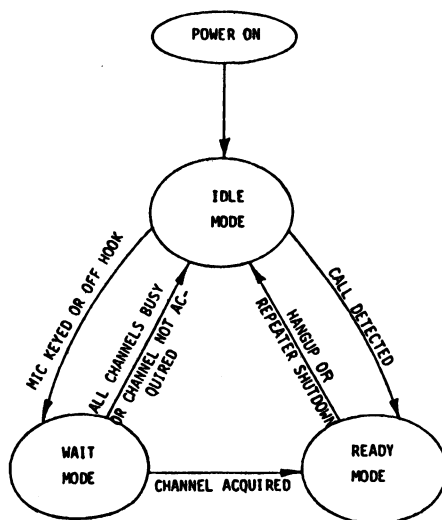 POWER ON
IDLE
MODE
MIC KEYED OR OFF HOOK
ALL CHANNELS BUSY
OR CHANNEL NOT AC-
QUIRED
HANGUP OR
REPEATER SHUTDOWN
CALL DETECTED
WAIT
MODE
CHANNEL ACQUIRED
READY
MODE